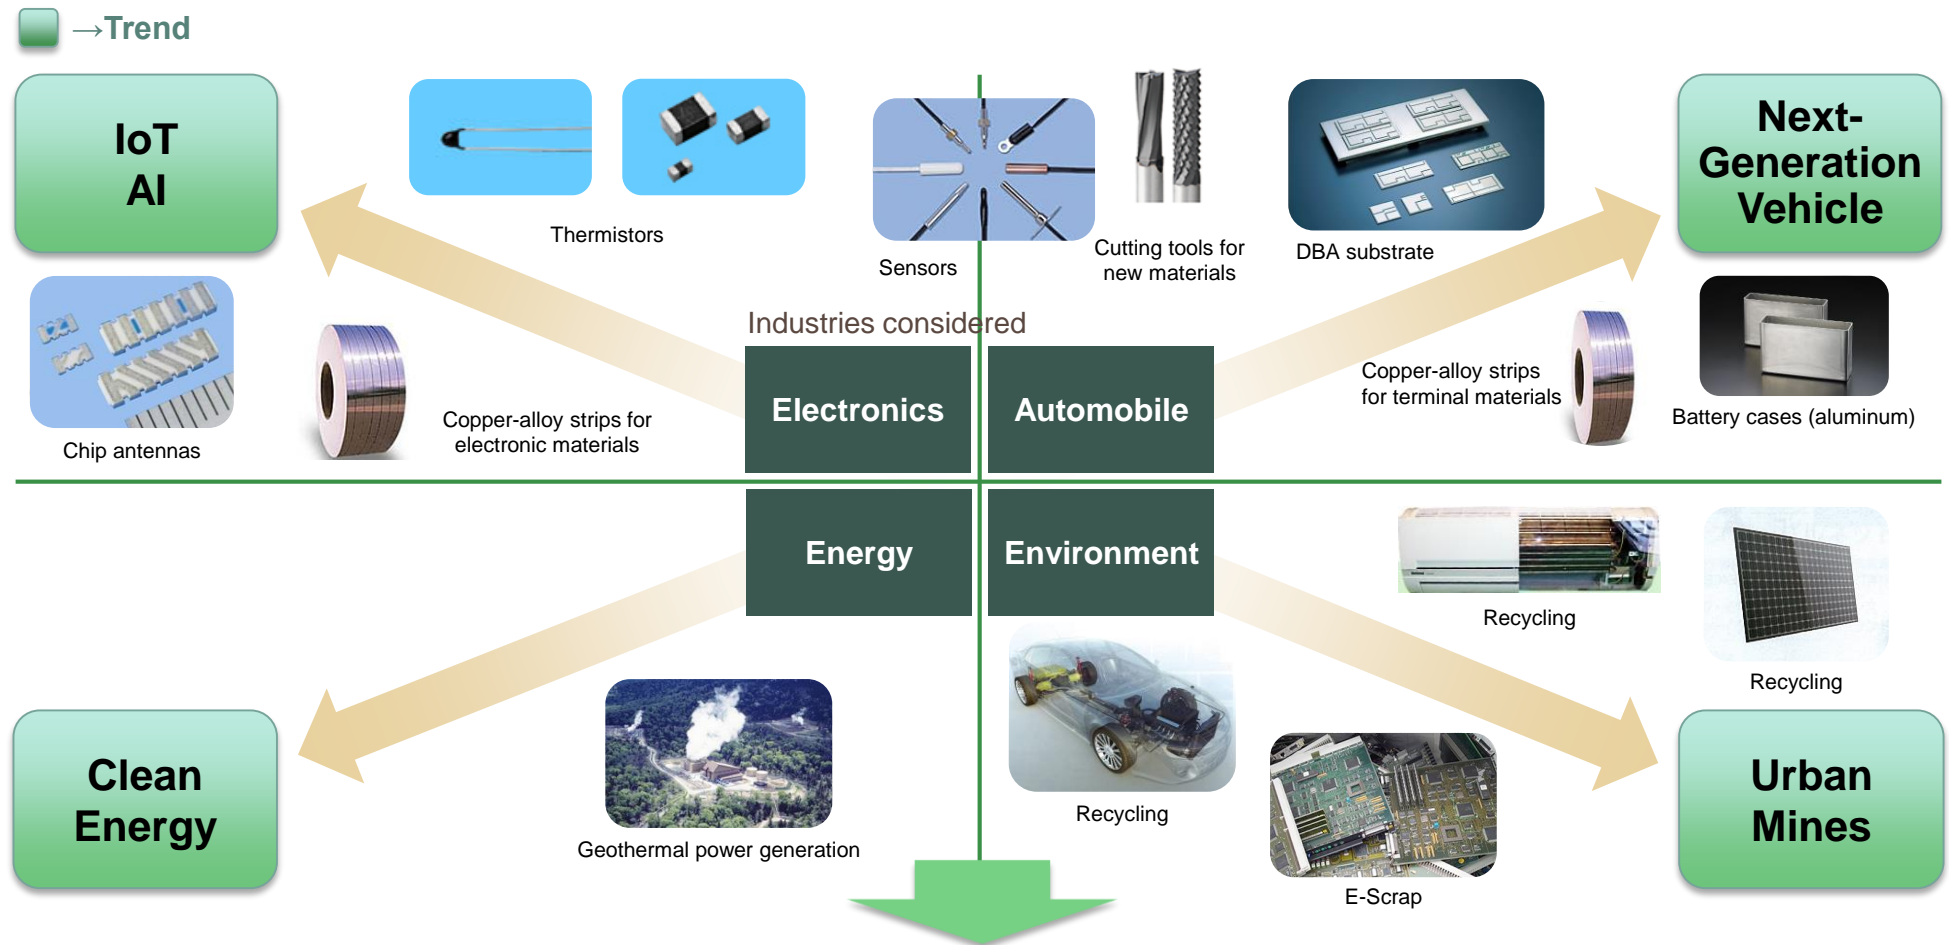 →Trend
IoT
AI
Next-
Generation
Vehicle
Thermistors
Sensors
Cutting tools for
new materials
DBA substrate
Industries considered
Chip antennas
Copper-alloy strips for
electronic materials
Electronics
Automobile
Copper-alloy strips
for terminal materials
Battery cases (aluminum)
Energy
Environment
Recycling
Recycling
Clean
Energy
Geothermal power generation
Recycling
E-Scrap
Urban
Mines